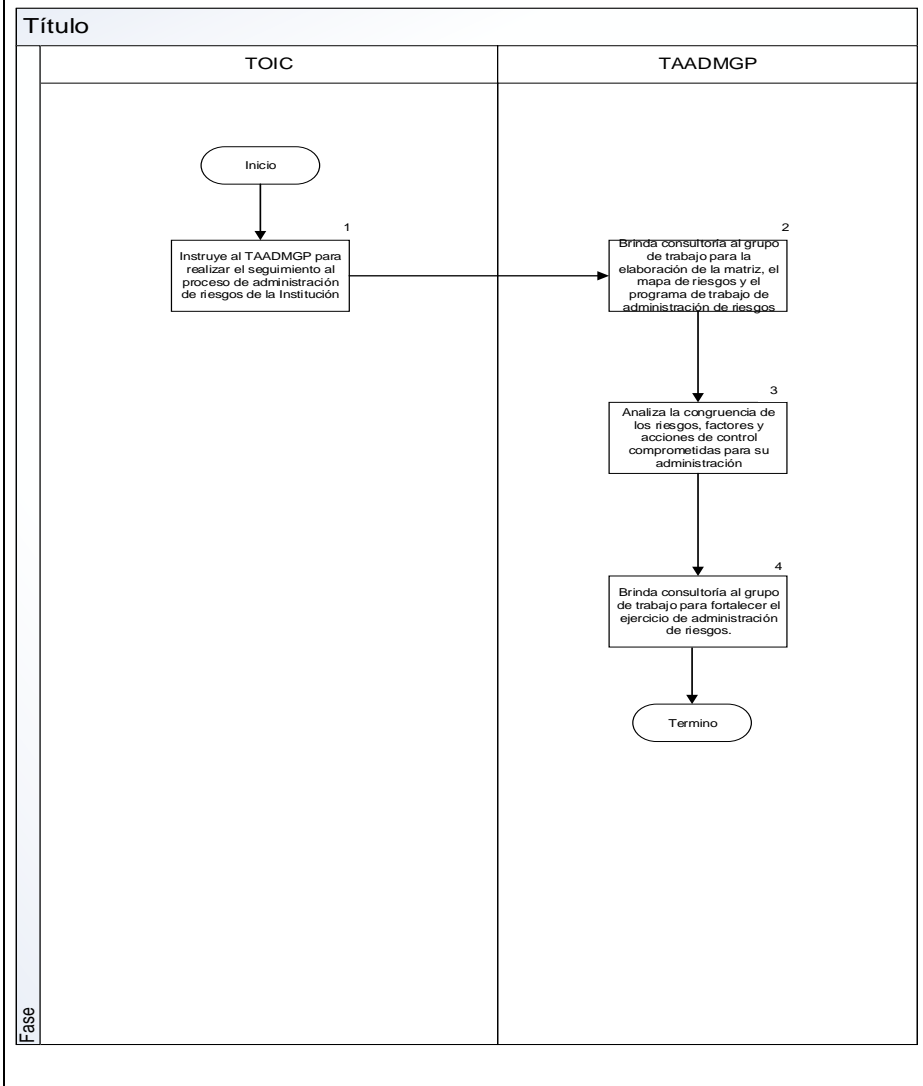 Título
TOIC
TAADMGP
Inicio
1
Instruye al TAADMGP para
realizar el seguimiento al
proceso de administración
de riesgos de la Institución
2
Brinda consultoría al grupo
de trabajo para la
elaboración de la matriz, el
mapa de riesgos y el
programa de trabajo de
administración de riesgos
3
Analiza la congruencia de
los riesgos, factores y
acciones de control
comprometidas para su
administración
4
Brinda consultoría al grupo
de trabajo para fortalecer el
ejercicio de administración
de riesgos.
Termino
Fase